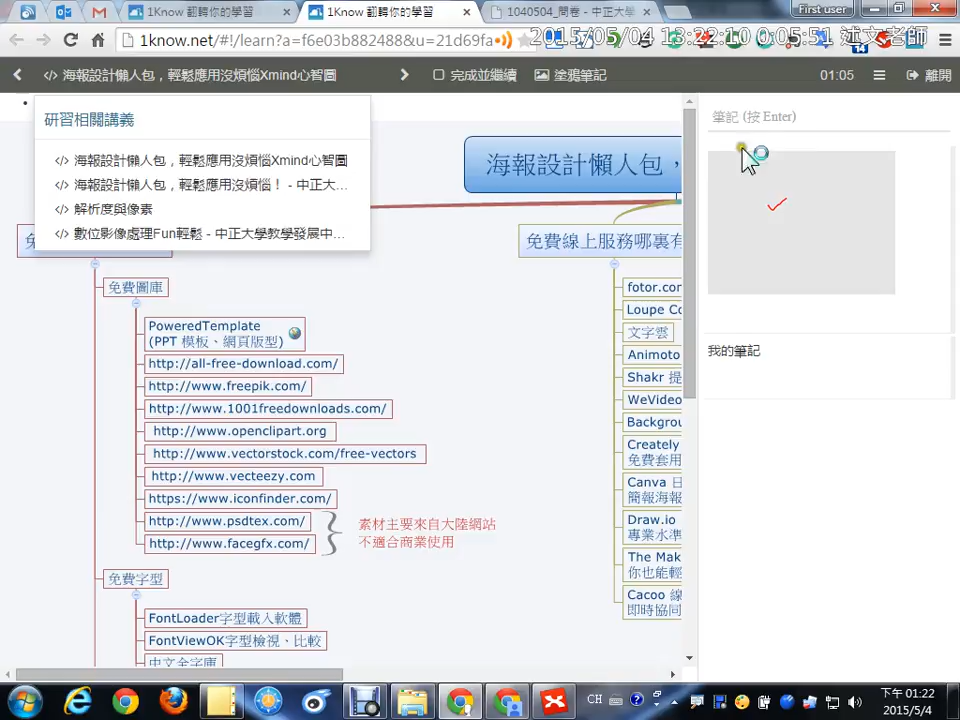 1Know 翻轉你的學習
1Know 翻轉你的學習
1040504_問卷 - 中正大學
First user
1know.net/#!/learn?a=f6e03b882488&u=21d69fa
2015/05/04 13:22:10 0:05:51 述文老師
海報設計懶人包，輕鬆應用沒煩惱Xmind心智圖
完成並繼續
塗鴉筆記
01:05
離開
研習相關講義
海報設計懶人包，輕鬆應用沒煩惱Xmind心智圖
海報設計懶人包，輕鬆應用沒煩惱！ - 中正大...
解析度與像素
數位影像處理Fun輕鬆 - 中正大學教學發展中...
筆記 (按 Enter)
我的筆記
海報設計懶人包，
免費圖庫
PoweredTemplate
(PPT 模板、網頁版型)
http://all-free-download.com/
http://www.freepik.com/
http://www.1001freedownloads.com/
http://www.openclipart.org
http://www.vectorstock.com/free-vectors
http://www.vecteezy.com
https://www.iconfinder.com/
http://www.psdtex.com/
http://www.facegfx.com/
素材主要來自大陸網站
不適合商業使用
免費字型
FontLoader字型載入軟體
FontViewOK字型檢視、比較
中文全字庫
免費線上服務哪裏有
fotor.com
Loupe Co
文字雲
Animoto
Shakr 提
WeVideo
Backgrou
Creately
免費套用
Canva 日
簡報海報
Draw.io
專業水準
The Mak
你也能輕
Cacoo 線
即時協同
CH
下午 01:22
2015/5/4